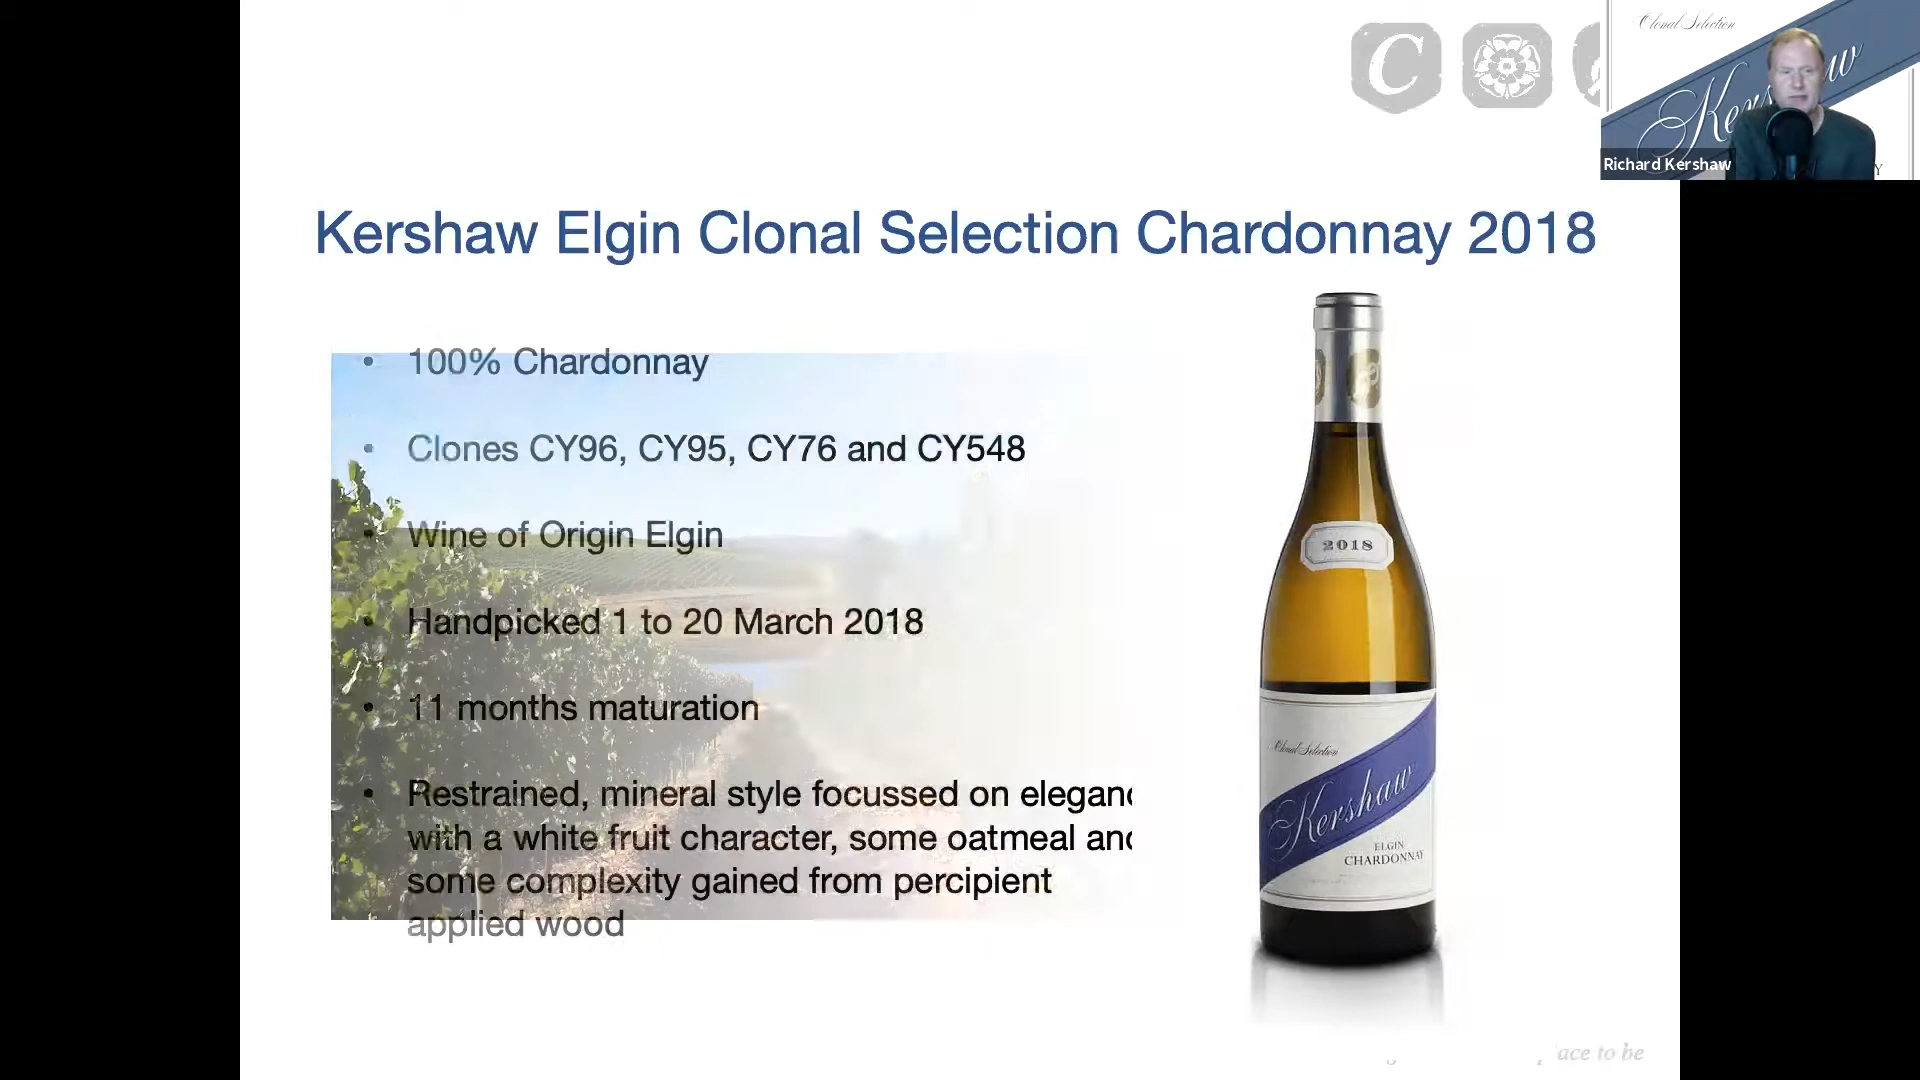 C
Clonal Selection
Richard Kershaw
Kershaw Elgin Clonal Selection Chardonnay 2018
• 100% Chardonnay
• Clones CY96, CY95, CY76 and CY548
• Wine of Origin Elgin
• Handpicked 1 to 20 March 2018
• 11 months maturation
• Restrained, mineral style focussed on eleganc
with a white fruit character, some oatmeal and
some complexity gained from percipient
applied wood
2018
Clonal Selection
Kershaw
ELGIN
CHARDONNAY
ace to be